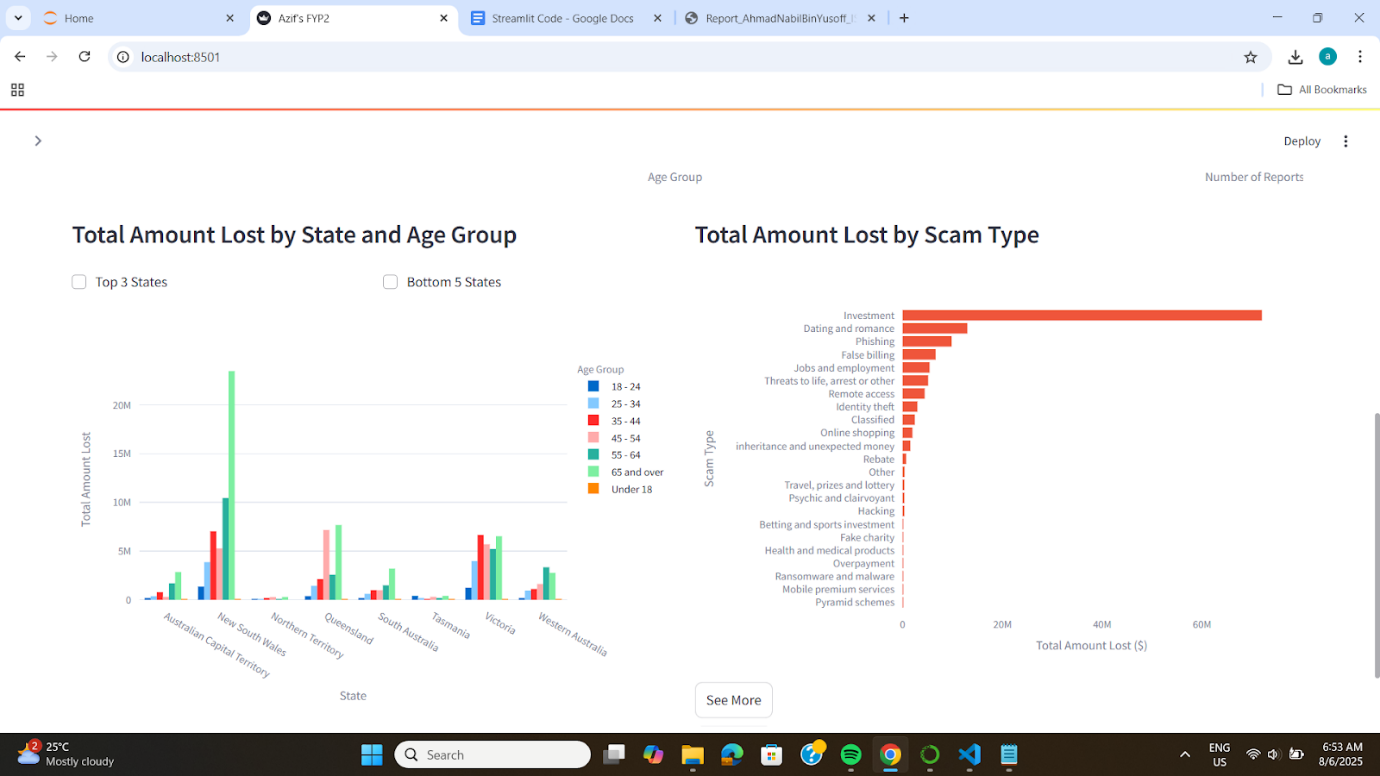 Home
Azif's FYP2
Streamlit Code - Google Docs
Report_AhmadNabilBinYusoff_IS
localhost:8501
a
All Bookmarks
Deploy
Age Group
Number of Reports
Total Amount Lost by State and Age Group
Top 3 States
Bottom 5 States
Total Amount Lost
20M
15M
10M
5M
0
Age Group
18 - 24
25 - 34
35 - 44
45 - 54
55 - 64
65 and over
Under 18
Australian Capital Territory
New South Wales
Northern Territory
Queensland
South Australia
Tasmania
Victoria
Western Australia
State
Total Amount Lost by Scam Type
Scam Type
Investment
Dating and romance
Phishing
False billing
Jobs and employment
Threats to life, arrest or other
Remote access
Identity theft
Classified
Online shopping
inheritance and unexpected money
Rebate
Other
Travel, prizes and lottery
Psychic and clairvoyant
Hacking
Betting and sports investment
Fake charity
Health and medical products
Overpayment
Ransomware and malware
Mobile premium services
Pyramid schemes
0 20M 40M 60M
Total Amount Lost ($)
See More
2
25°C
Mostly cloudy
Search
ENG
US
6:53 AM
8/6/2025